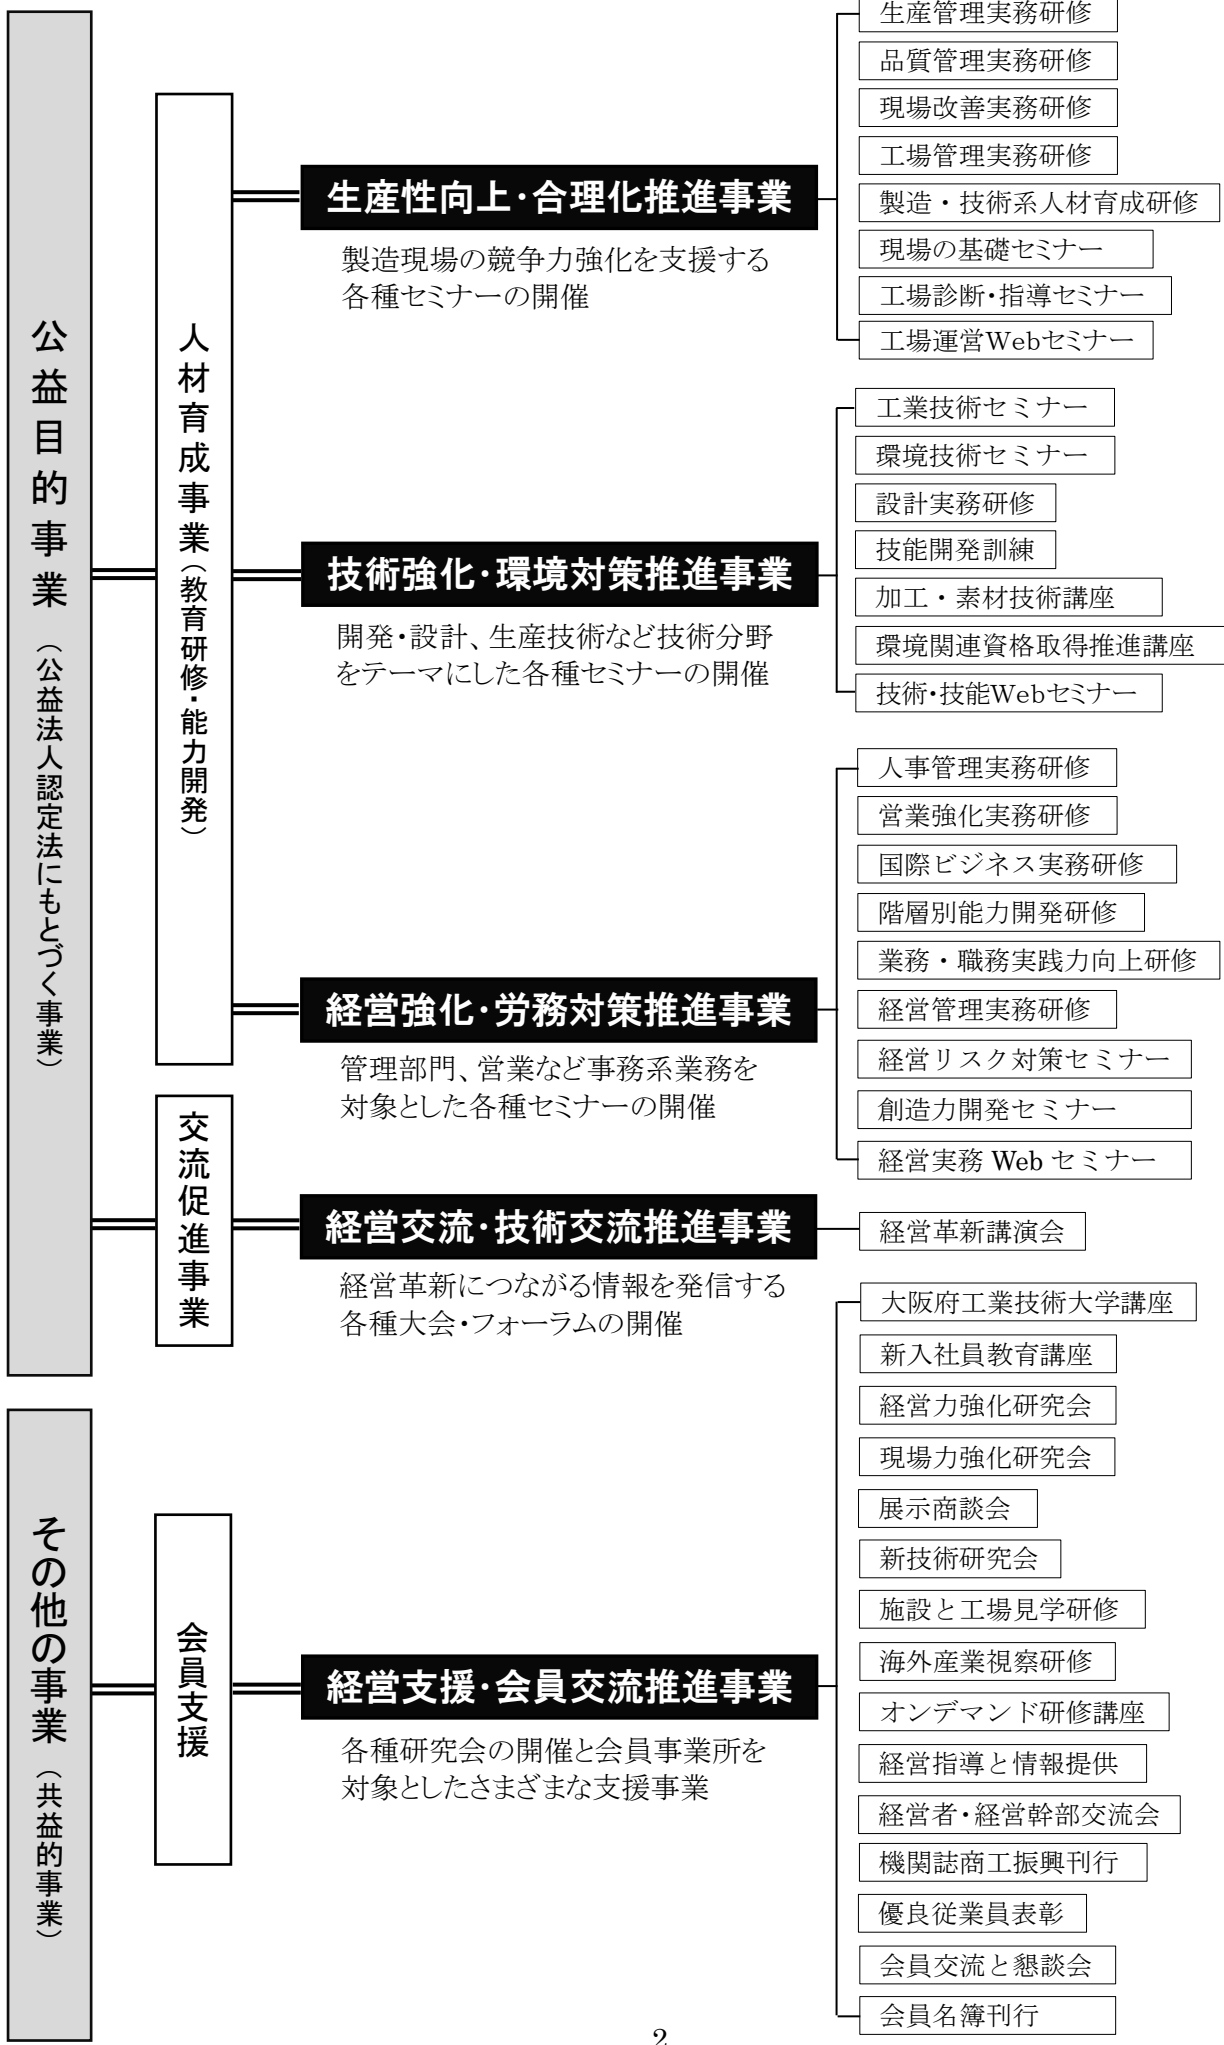 公益目的事業（公益法人認定法にもとづく事業）
人材育成事業（教育研修・能力開発）
生産性向上・合理化推進事業
製造現場の競争力強化を支援する
各種セミナーの開催
生産管理実務研修
品質管理実務研修
現場改善実務研修
工場管理実務研修
製造・技術系人材育成研修
現場の基礎セミナー
工場診断・指導セミナー
工場運営Webセミナー
技術強化・環境対策推進事業
開発・設計、生産技術など技術分野
をテーマにした各種セミナーの開催
工業技術セミナー
環境技術セミナー
設計実務研修
技能開発訓練
加工・素材技術講座
環境関連資格取得推進講座
技術・技能Webセミナー
経営強化・労務対策推進事業
管理部門、営業など事務系業務を
対象とした各種セミナーの開催
人事管理実務研修
営業強化実務研修
国際ビジネス実務研修
階層別能力開発研修
業務・職務実践力向上研修
経営管理実務研修
経営リスク対策セミナー
創造力開発セミナー
経営実務 Web セミナー
交流促進事業
経営交流・技術交流推進事業
経営革新につながる情報を発信する
各種大会・フォーラムの開催
経営革新講演会
その他の事業（共益的事業）
会員支援
経営支援・会員交流推進事業
各種研究会の開催と会員事業所を
対象としたさまざまな支援事業
大阪府工業技術大学講座
新入社員教育講座
経営力強化研究会
現場力強化研究会
展示商談会
新技術研究会
施設と工場見学研修
海外産業視察研修
オンデマンド研修講座
経営指導と情報提供
経営者・経営幹部交流会
機関誌商工振興刊行
優良従業員表彰
会員交流と懇談会
会員名簿刊行
2